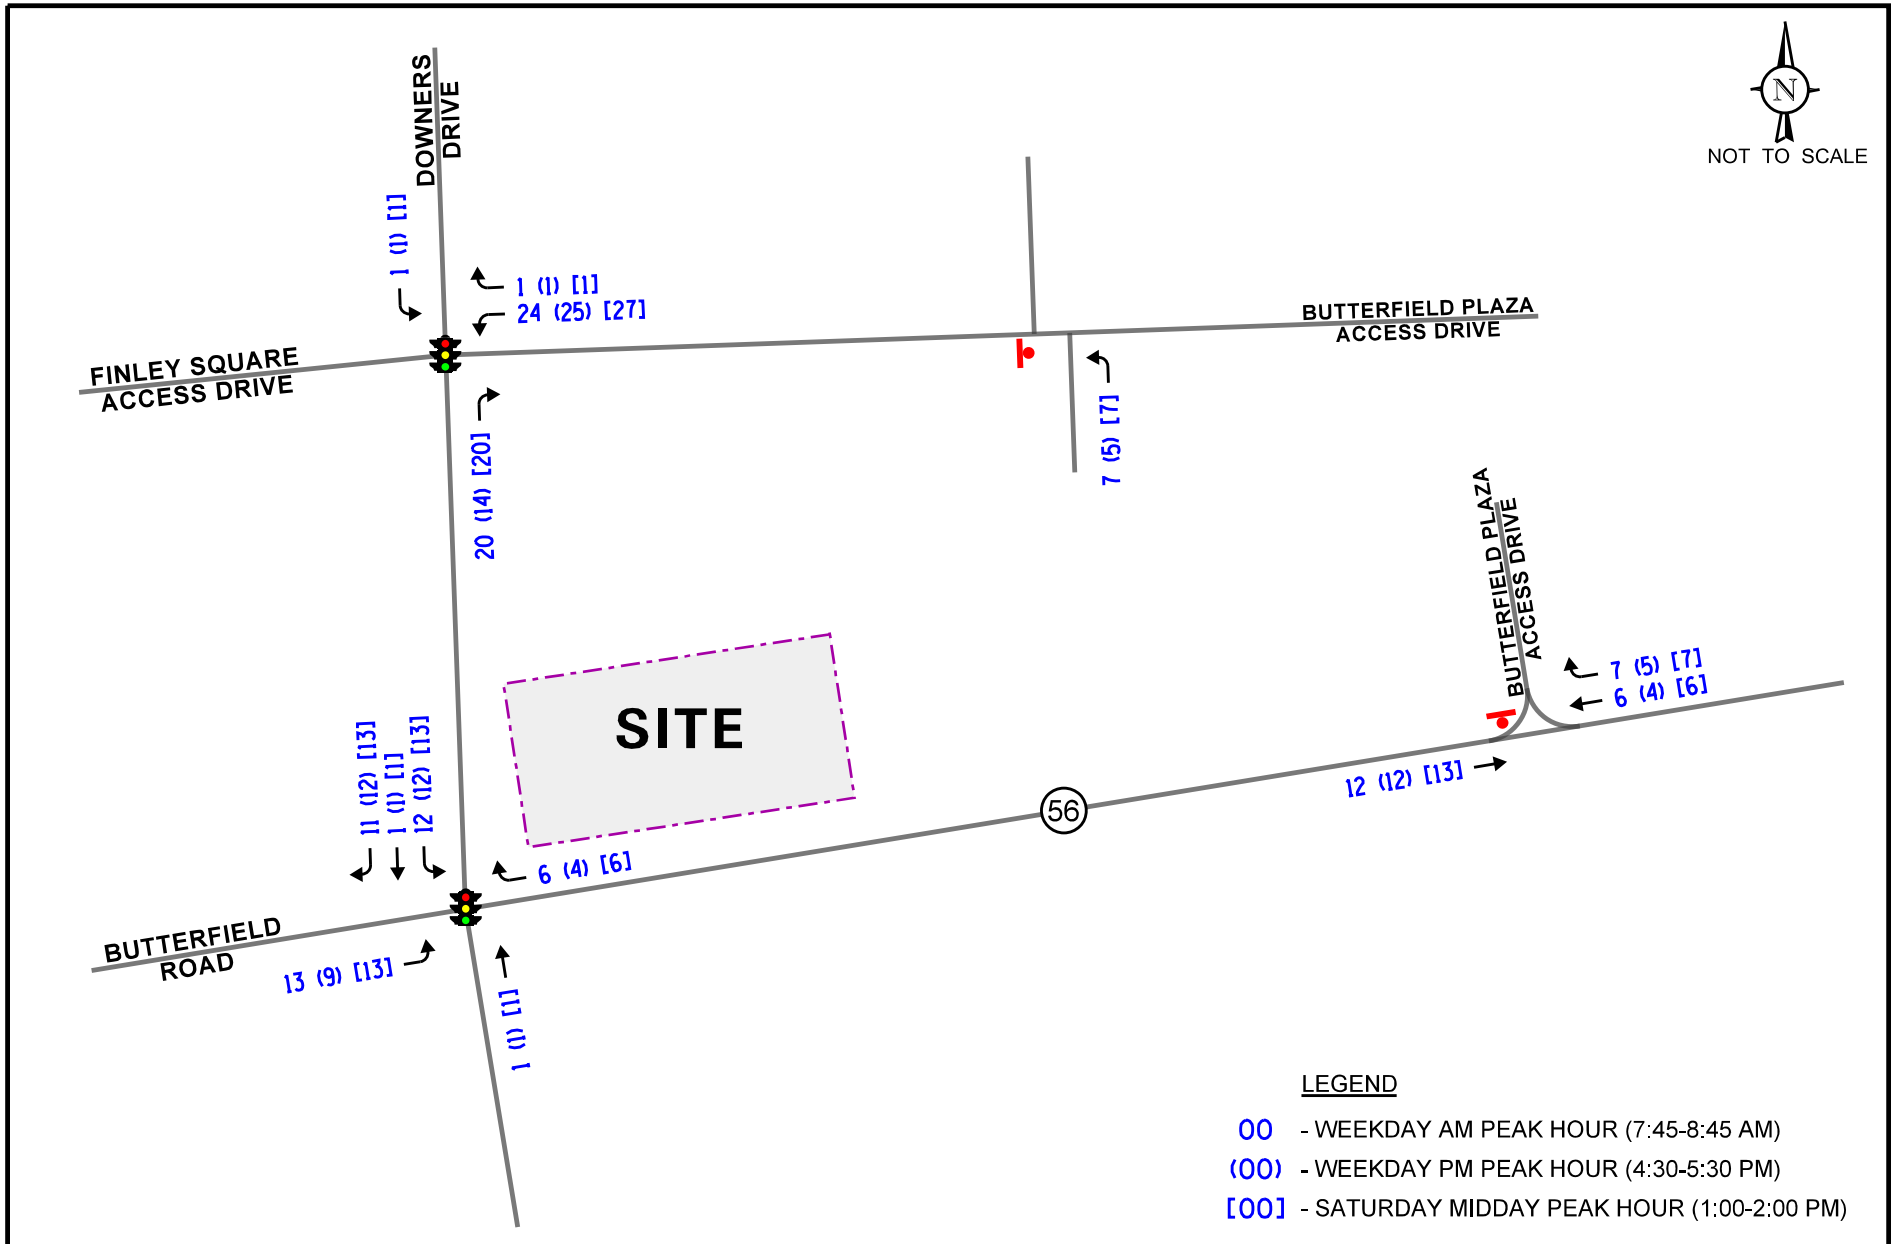 DOWNERS
DRIVE
N
NOT TO SCALE
1 (1) [1]
1 (1) [1]
24 (25) [27]
BUTTERFIELD PLAZA
ACCESS DRIVE
FINLEY SQUARE
ACCESS DRIVE
20 (14) [20]
7 (5) [7]
BUTTERFIELD PLAZA
ACCESS DRIVE
7 (5) [7]
6 (4) [6]
SITE
11 (12) [13]
1 (1) [1]
12 (12) [13]
12 (12) [13]
56
6 (4) [6]
BUTTERFIELD
ROAD
13 (9) [13]
1 (1) [1]
LEGEND
00 - WEEKDAY AM PEAK HOUR (7:45-8:45 AM)
(00) - WEEKDAY PM PEAK HOUR (4:30-5:30 PM)
[00] - SATURDAY MIDDAY PEAK HOUR (1:00-2:00 PM)